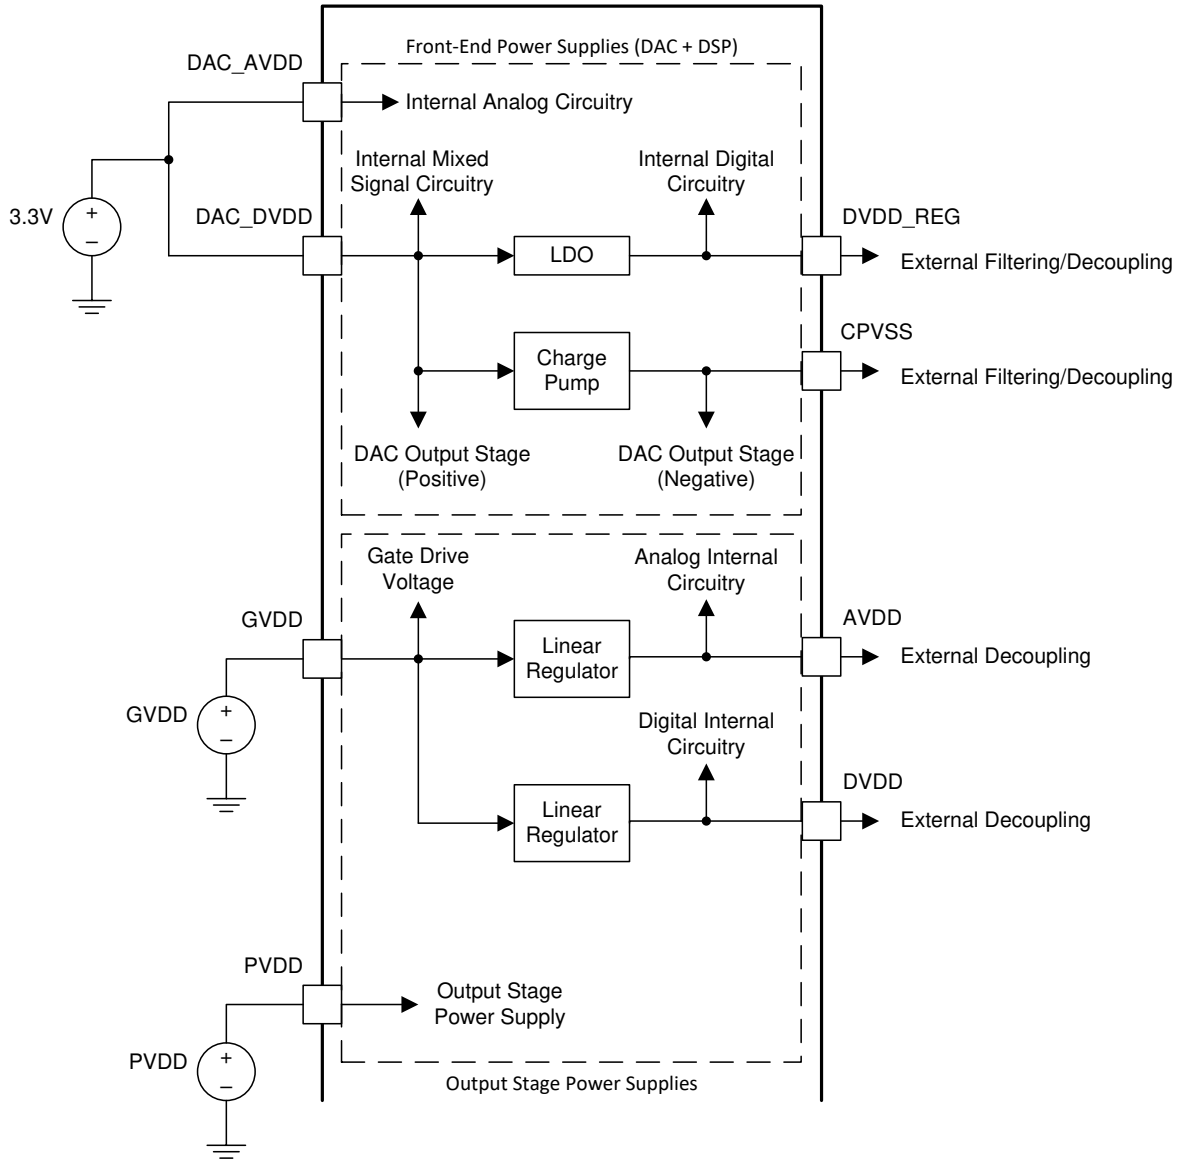 Front-End Power Supplies (DAC + DSP)
DAC_AVDD
Internal Analog Circuitry
Internal Mixed
Signal Circuitry
Internal Digital
Circuitry
3.3V
+
−
DAC_DVDD
LDO
DVDD_REG
External Filtering/Decoupling
CPVSS
Charge
Pump
External Filtering/Decoupling
DAC Output Stage
(Positive)
DAC Output Stage
(Negative)
Gate Drive
Voltage
Analog Internal
Circuitry
GVDD
Linear
Regulator
AVDD
External Decoupling
GVDD
+
−
Digital Internal
Circuitry
Linear
Regulator
DVDD
External Decoupling
PVDD
Output Stage
Power Supply
PVDD
+
−
Output Stage Power Supplies